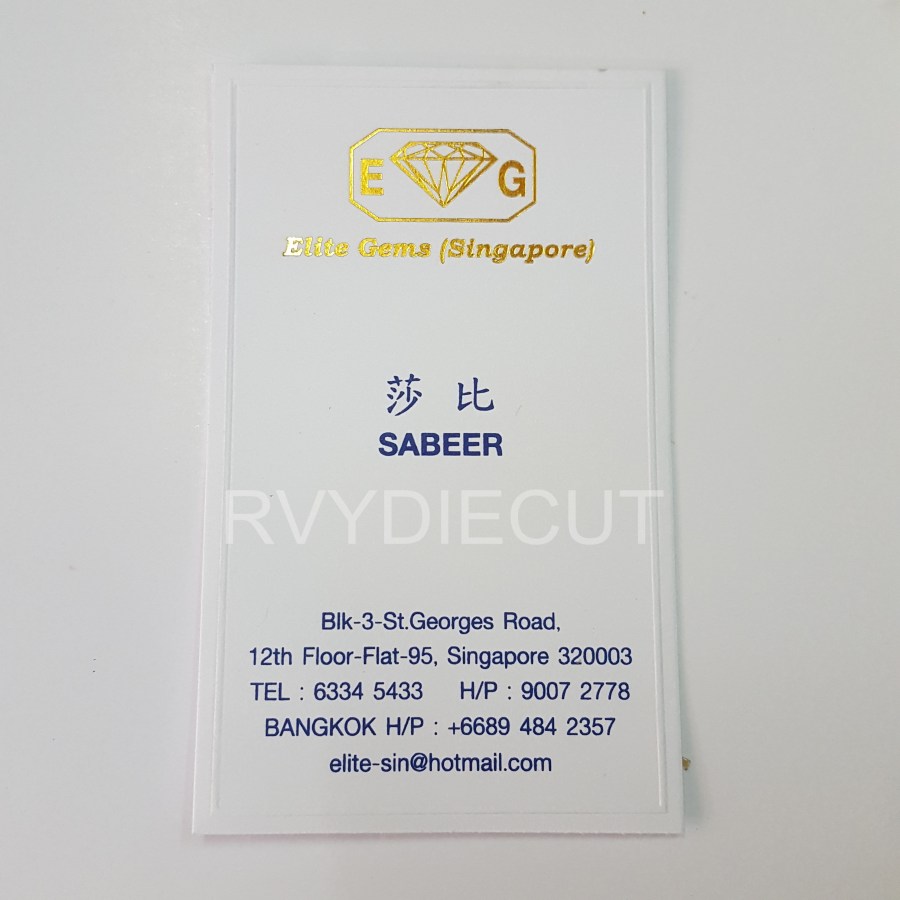 E G
Elite Gems (Singapore)
莎 比
SABEER
RVYDIECUT
Blk-3-St.Georges Road,
12th Floor-Flat-95, Singapore 320003
TEL : 6334 5433 H/P : 9007 2778
BANGKOK H/P : +6689 484 2357
elite-sin@hotmail.com